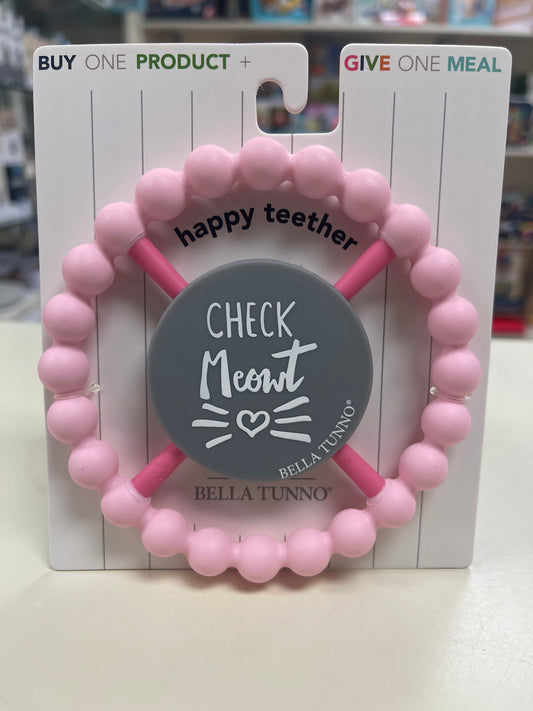 BUY ONE PRODUCT +
GIVE ONE MEAL
happy teether
CHECK
Meowt
BELLA TUNNO®
BELLA TUNNO®